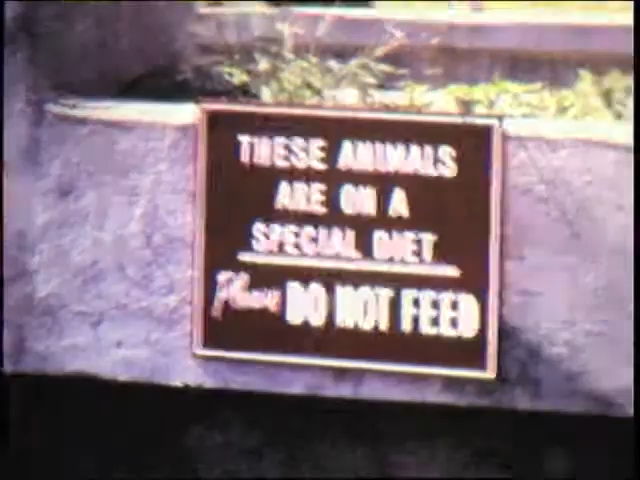 THESE ANIMALS
ARE ON A
SPECIAL DIET
Please DO NOT FEED